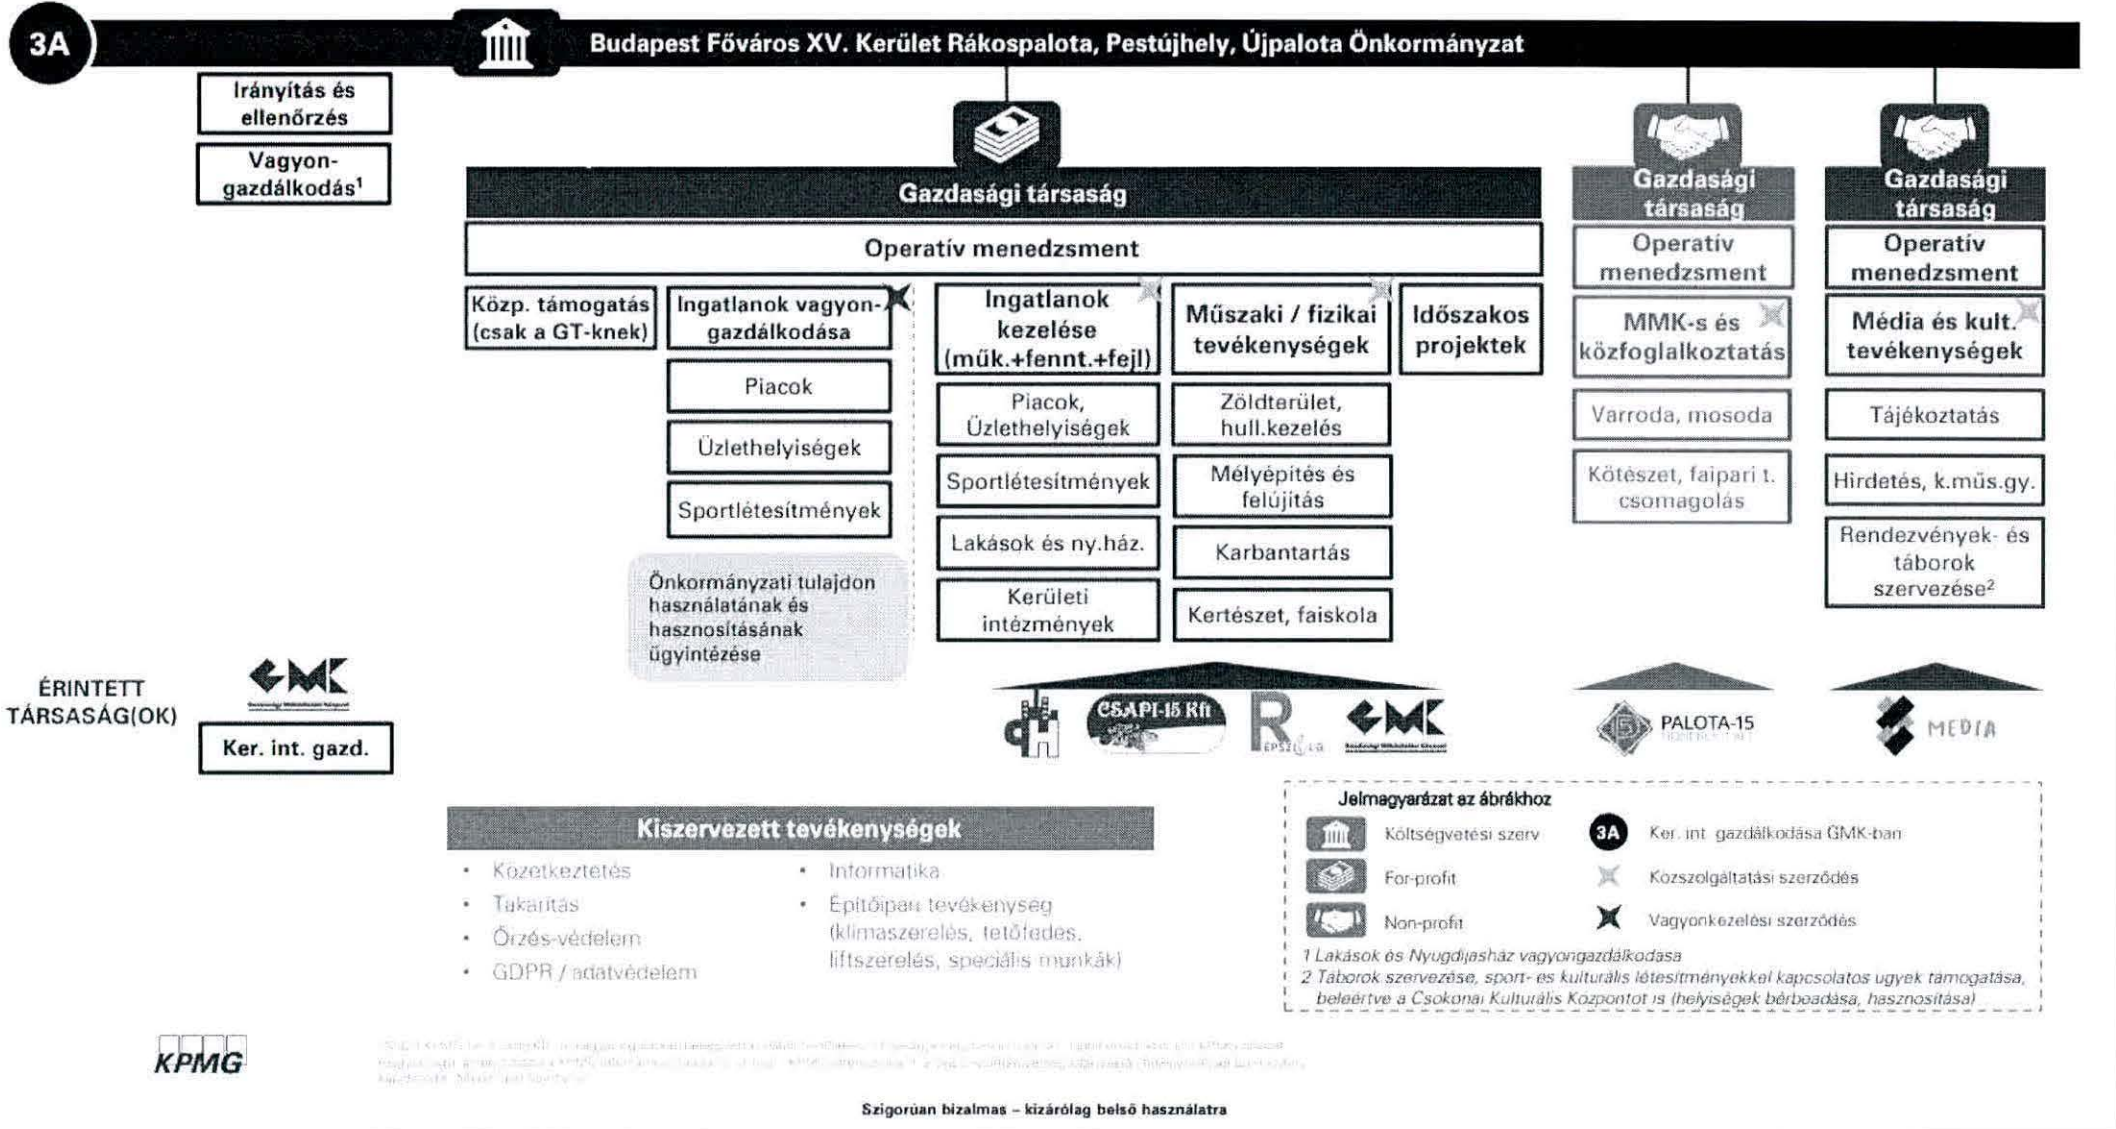 3A
Budapest Főváros XV. Kerület Rákospalota, Pestújhely, Újpalota Önkormányzat
Irányítás és
ellenőrzés
Vagyon-
gazdálkodás¹
Gazdasági társaság
Operatív menedzsment
Közp. támogatás
(csak a GT-knek)
Ingatlanok vagyon-
gazdálkodása
Piacok
Üzlethelyiségek
Sportlétesítmények
Önkormányzati tulajdon
használatának és
hasznosításának
ügyintézése
Ingatlanok
kezelése
(műk.+fennt.+fejl)
Piacok,
Üzlethelyiségek
Sportlétesítmények
Lakások és ny.ház.
Kerületi
intézmények
Műszaki / fizikai
tevékenységek
Zöldterület,
hull.kezelés
Mélyépítés és
felújítás
Karbantartás
Kertészet, faiskola
Időszakos
projektek
Gazdasági
társaság
Operatív
menedzsment
MMK-s és
közfoglalkoztatás
Varroda, mosoda
Kötészet, faipari t.
csomagolás
Gazdasági
társaság
Operatív
menedzsment
Média és kult.
tevékenységek
Tájékoztatás
Hirdetés, k.műs.gy.
Rendezvények- és
táborok
szervezése²
ÉRINTETT
TÁRSASÁG(OK)
GMK
Ker. int. gazd.
CSAPI-15 Kft
RÉPSZOLG
GMK
15
PALOTA-15
MEDIA
Kiszervezett tevékenységek
• Közétkeztetés
• Takarítás
• Őrzés-védelem
• GDPR / adatvédelem
• Informatika
• Építőipari tevékenység
(klímaszerelés, tetőfedés,
liftszerelés, speciális munkák)
Jelmagyarázat az ábrákhoz
Költségvetési szerv
For-profit
Non-profit
3A
Ker. int gazdálkodása GMK-ban
Közszolgáltatási szerződés
Vagyonkezelési szerződés
1 Lakások és Nyugdíjasház vagyongazdálkodása
2 Táborok szervezése, sport- és kulturális létesítményekkel kapcsolatos ügyek támogatása,
beleértve a Csokonai Kulturális Központot is (helyiségek bérbeadása, hasznosítása)
KPMG
Szigorúan bizalmas – kizárólag belső használatra